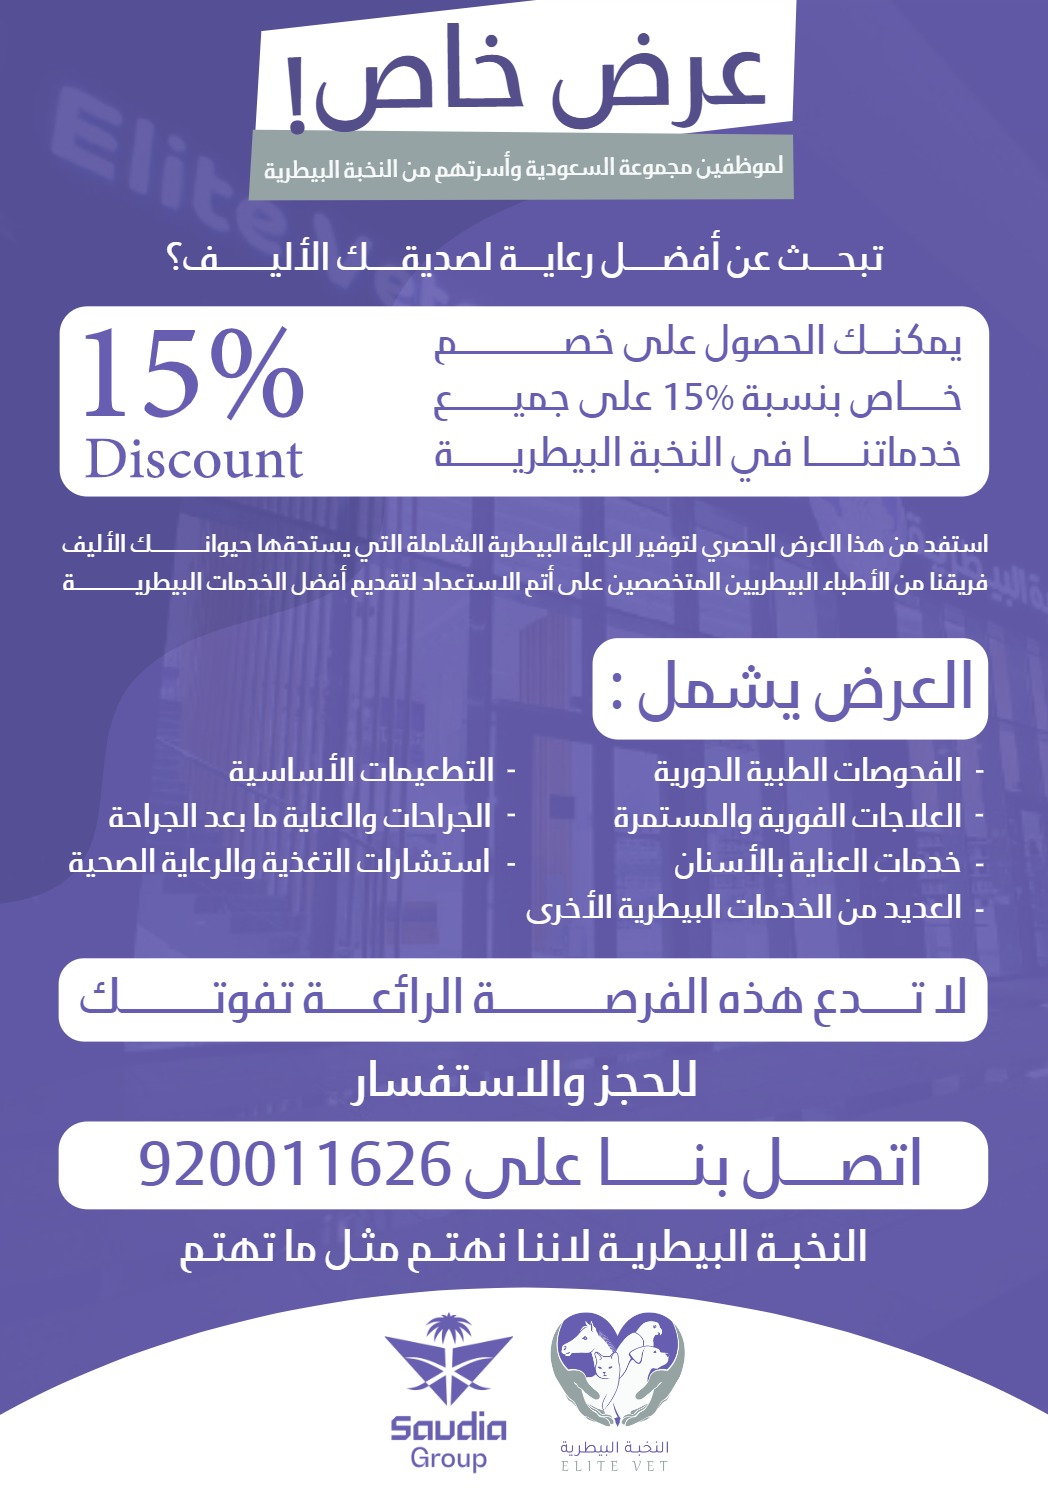 عرض خاص!
لموظفين مجموعة السعودية وأسرتهم من النخبة البيطرية
تبحث عن أفضل رعاية لصديقك الأليف؟
يمكنك الحصول على خصم
خاص بنسبة 15% على جميع
خدماتنا في النخبة البيطرية
15%
Discount
استفد من هذا العرض الحصري لتوفير الرعاية البيطرية الشاملة التي يستحقها حيوانك الأليف
فريقنا من الأطباء البيطريين المتخصصين على أتم الاستعداد لتقديم أفضل الخدمات البيطرية
العرض يشمل :
- الفحوصات الطبية الدورية
- العلاجات الفورية والمستمرة
- خدمات العناية بالأسنان
- العديد من الخدمات البيطرية الأخرى
- التطعيمات الأساسية
- الجراحات والعناية ما بعد الجراحة
- استشارات التغذية والرعاية الصحية
لا تدع هذه الفرصة الرائعة تفوتك
للحجز والاستفسار
اتصل بنا على 920011626
النخبة البيطرية لاننا نهتم مثل ما تهتم
النخبة البيطرية
ELITE VET
Saudia
Group
Elite Vet